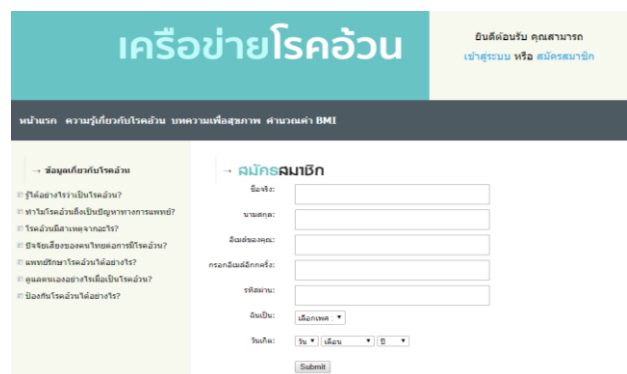 เครือข่ายโรคอ้วน
ยินดีต้อนรับ คุณสามารถ
เข้าสู่ระบบ หรือ สมัครสมาชิก
หน้าแรก ความรู้เกี่ยวกับโรคอ้วน บทความเพื่อสุขภาพ คำนวณค่า BMI
→ ข้อมูลเกี่ยวกับโรคอ้วน
รู้ได้อย่างไรว่าเป็นโรคอ้วน?
ทำไมโรคอ้วนถึงเป็นปัญหาทางการแพทย์?
โรคอ้วนมีสาเหตุจากอะไร?
ปัจจัยเสี่ยงของคนไทยต่อการมีโรคอ้วน?
แพทย์รักษาโรคอ้วนได้อย่างไร?
ดูแลตนเองอย่างไรเมื่อเป็นโรคอ้วน?
ป้องกันโรคอ้วนได้อย่างไร?
→ สมัครสมาชิก
ชื่อจริง:
นามสกุล:
อีเมล์ของคุณ:
กรอกอีเมล์อีกครั้ง:
รหัสผ่าน:
ฉันเป็น: เลือกเพศ :
วันเกิด: วัน เดือน ปี
Submit